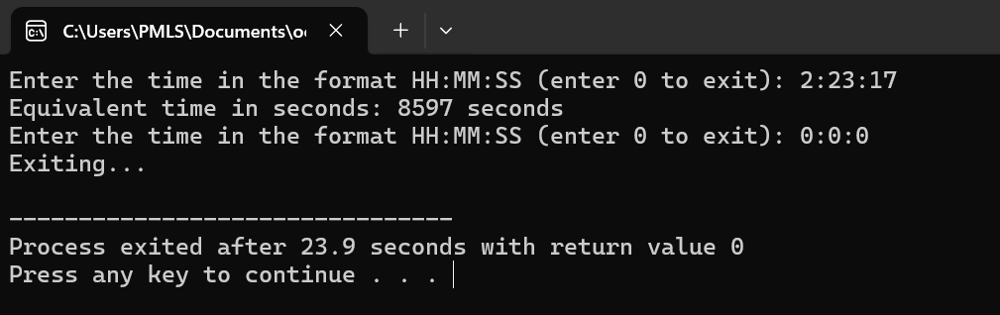 C:\Users\PMLS\Documents\o
Enter the time in the format HH:MM:SS (enter 0 to exit): 2:23:17
Equivalent time in seconds: 8597 seconds
Enter the time in the format HH:MM:SS (enter 0 to exit): 0:0:0
Exiting...
--------------------------------
Process exited after 23.9 seconds with return value 0
Press any key to continue . . .